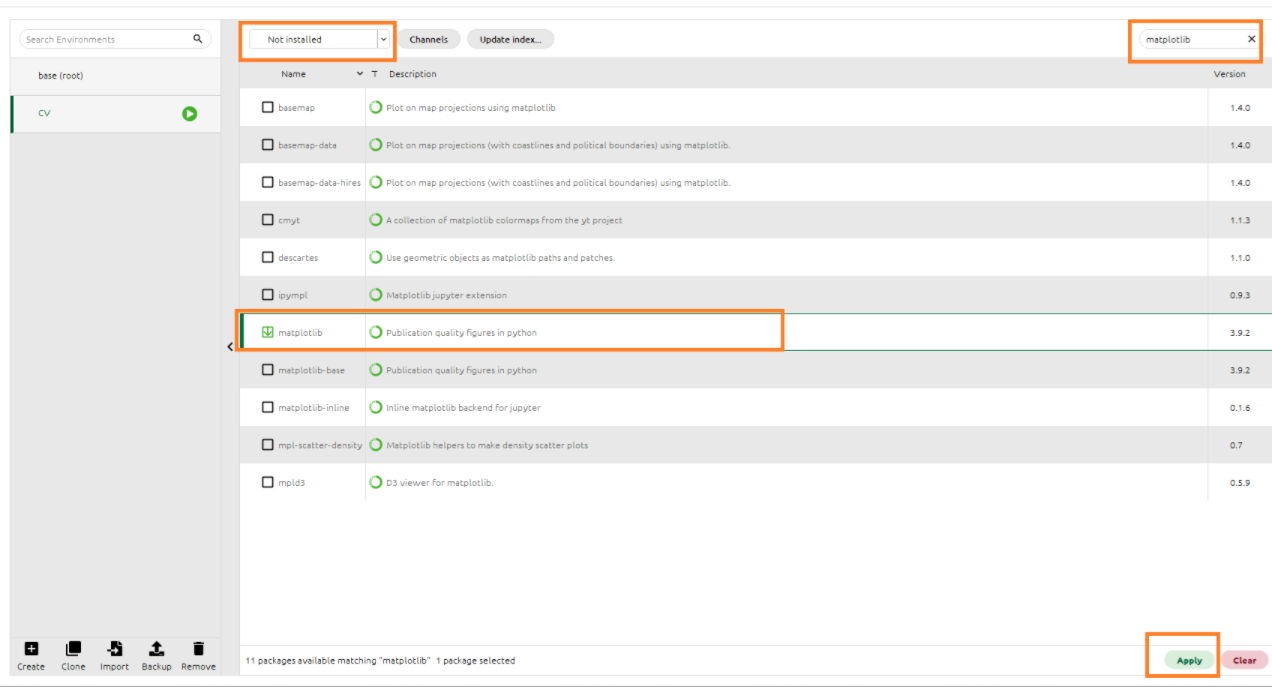 Search Environments
Not installed
Channels
Update index...
matplotlib
base (root)
Name
T
Description
Version
CV
basemap
Plot on map projections using matplotlib
1.4.0
basemap-data
Plot on map projections (with coastlines and political boundaries) using matplotlib.
1.4.0
basemap-data-hires
Plot on map projections (with coastlines and political boundaries) using matplotlib.
1.4.0
cmyt
A collection of matplotlib colormaps from the yt project
1.1.3
descartes
Use geometric objects as matplotlib paths and patches.
1.1.0
ipympl
Matplotlib jupyter extension
0.9.3
matplotlib
Publication quality figures in python
3.9.2
matplotlib-base
Publication quality figures in python
3.9.2
matplotlib-inline
Inline matplotlib backend for jupyter
0.1.6
mpl-scatter-density
Matplotlib helpers to make density scatter plots
0.7
mpld3
D3 viewer for matplotlib.
0.5.9
Create
Clone
Import
Backup
Remove
11 packages available matching "matplotlib" 1 package selected
Apply
Clear